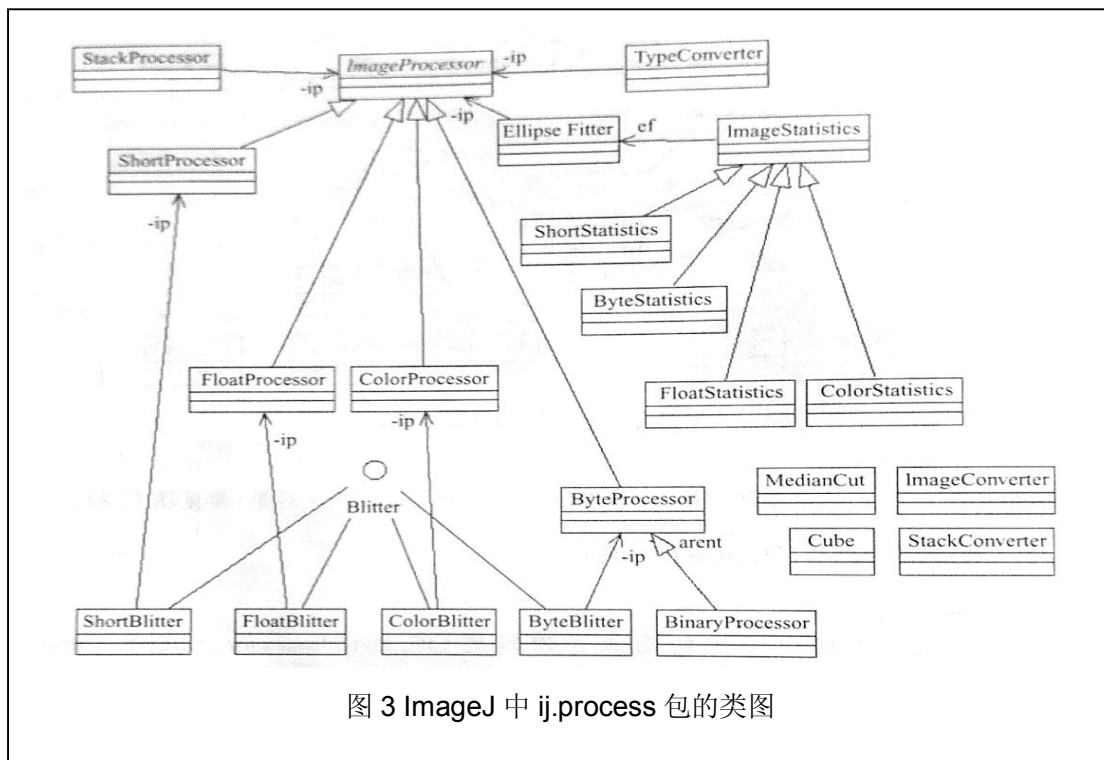 StackProcessor
ImageProcessor
TypeConverter
-ip
-ip
-ip
Ellipse Fitter
ef
ImageStatistics
ShortProcessor
-ip
ShortStatistics
ByteStatistics
FloatProcessor
ColorProcessor
FloatStatistics
ColorStatistics
-ip
-ip
Blitter
ByteProcessor
MedianCut
ImageConverter
-ip
arent
Cube
StackConverter
ShortBlitter
FloatBlitter
ColorBlitter
ByteBlitter
BinaryProcessor
图 3 ImageJ 中 ij.process 包的类图